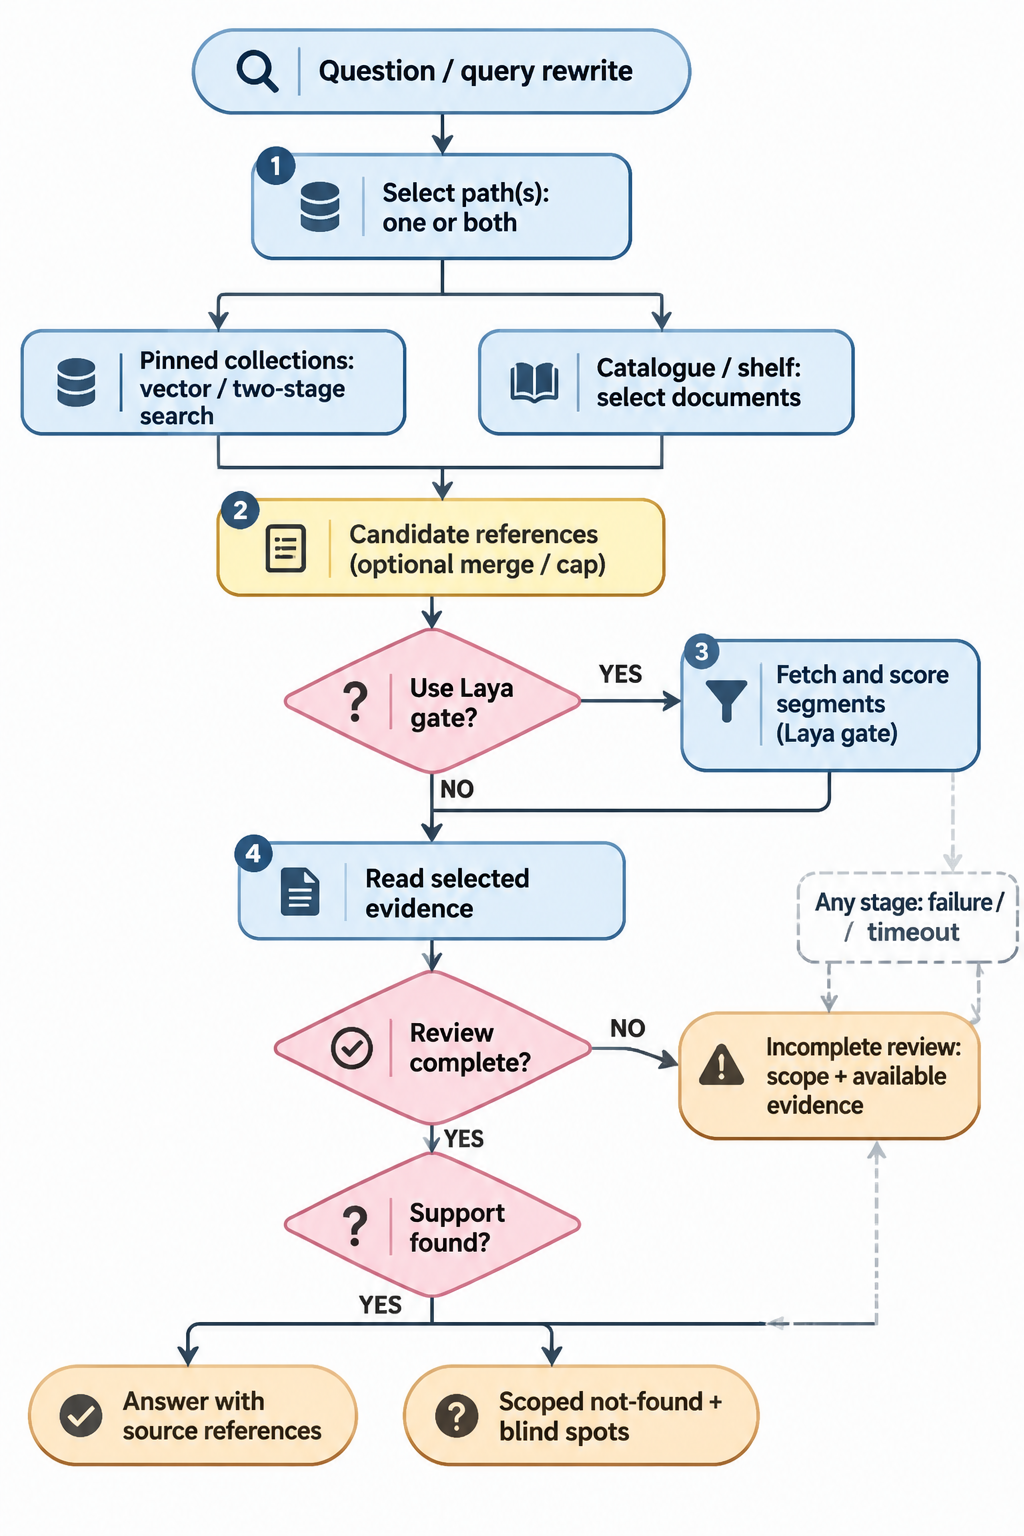 Question / query rewrite
1
Select path(s):
one or both
Pinned collections:
vector / two-stage
search
Catalogue / shelf:
select documents
2
Candidate references
(optional merge / cap)
Use Laya
gate?
YES
3
Fetch and score
segments
(Laya gate)
NO
4
Read selected
evidence
Any stage: failure /
/ timeout
Review
complete?
NO
Incomplete review:
scope + available
evidence
YES
Support
found?
YES
Answer with
source references
Scoped not-found +
blind spots